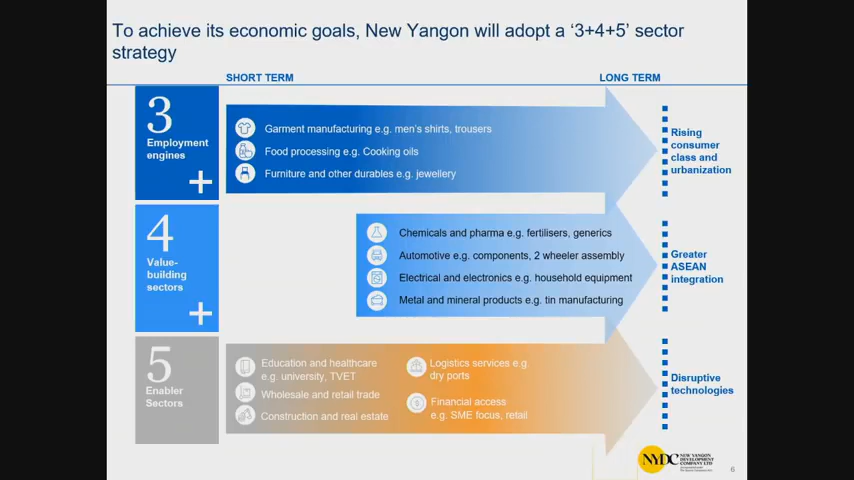 To achieve its economic goals, New Yangon will adopt a ‘3+4+5’ sector
strategy
SHORT TERM
LONG TERM
3
Employment
engines
+
Garment manufacturing e.g. men’s shirts, trousers
Food processing e.g. Cooking oils
Furniture and other durables e.g. jewellery
Rising
consumer
class and
urbanization
4
Value-
building
sectors
+
Chemicals and pharma e.g. fertilisers, generics
Automotive e.g. components, 2 wheeler assembly
Electrical and electronics e.g. household equipment
Metal and mineral products e.g. tin manufacturing
Greater
ASEAN
integration
5
Enabler
Sectors
Education and healthcare
e.g. university, TVET
Wholesale and retail trade
Construction and real estate
Logistics services e.g
dry ports
Financial access
e.g. SME focus, retail
Disruptive
technologies
NYDC
NEW YANGON
DEVELOPMENT
COMPANY LTD
6